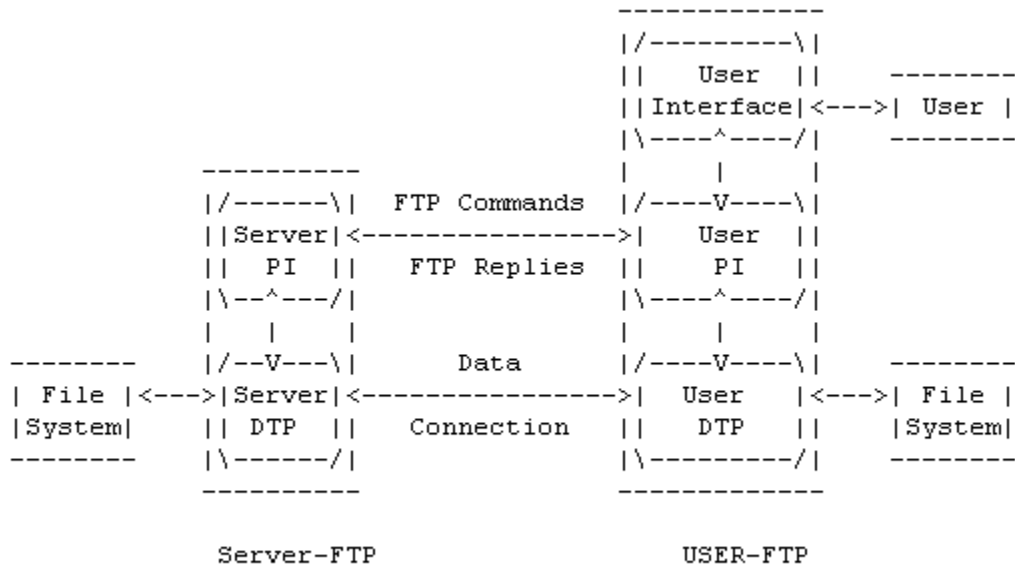 -------------
|/---------\|
||   User  ||    --------
||Interface|<--->| User |
|\----^----/|    --------
----------                |     |     |
|/------\|  FTP Commands  |/----V----\|
||Server|<---------------->|   User  ||
||  PI  ||   FTP Replies  ||    PI   ||
|\--^---/|                |\----^----/|
|   |    |                |     |     |
--------    |/--V---\|      Data      |/----V----\|    --------
| File |<--->|Server|<---------------->|  User   |<--->| File |
|System|    || DTP  ||   Connection   ||   DTP   ||    |System|
--------    |\------/|                |\---------/|    --------
----------                -------------
Server-FTP                   USER-FTP